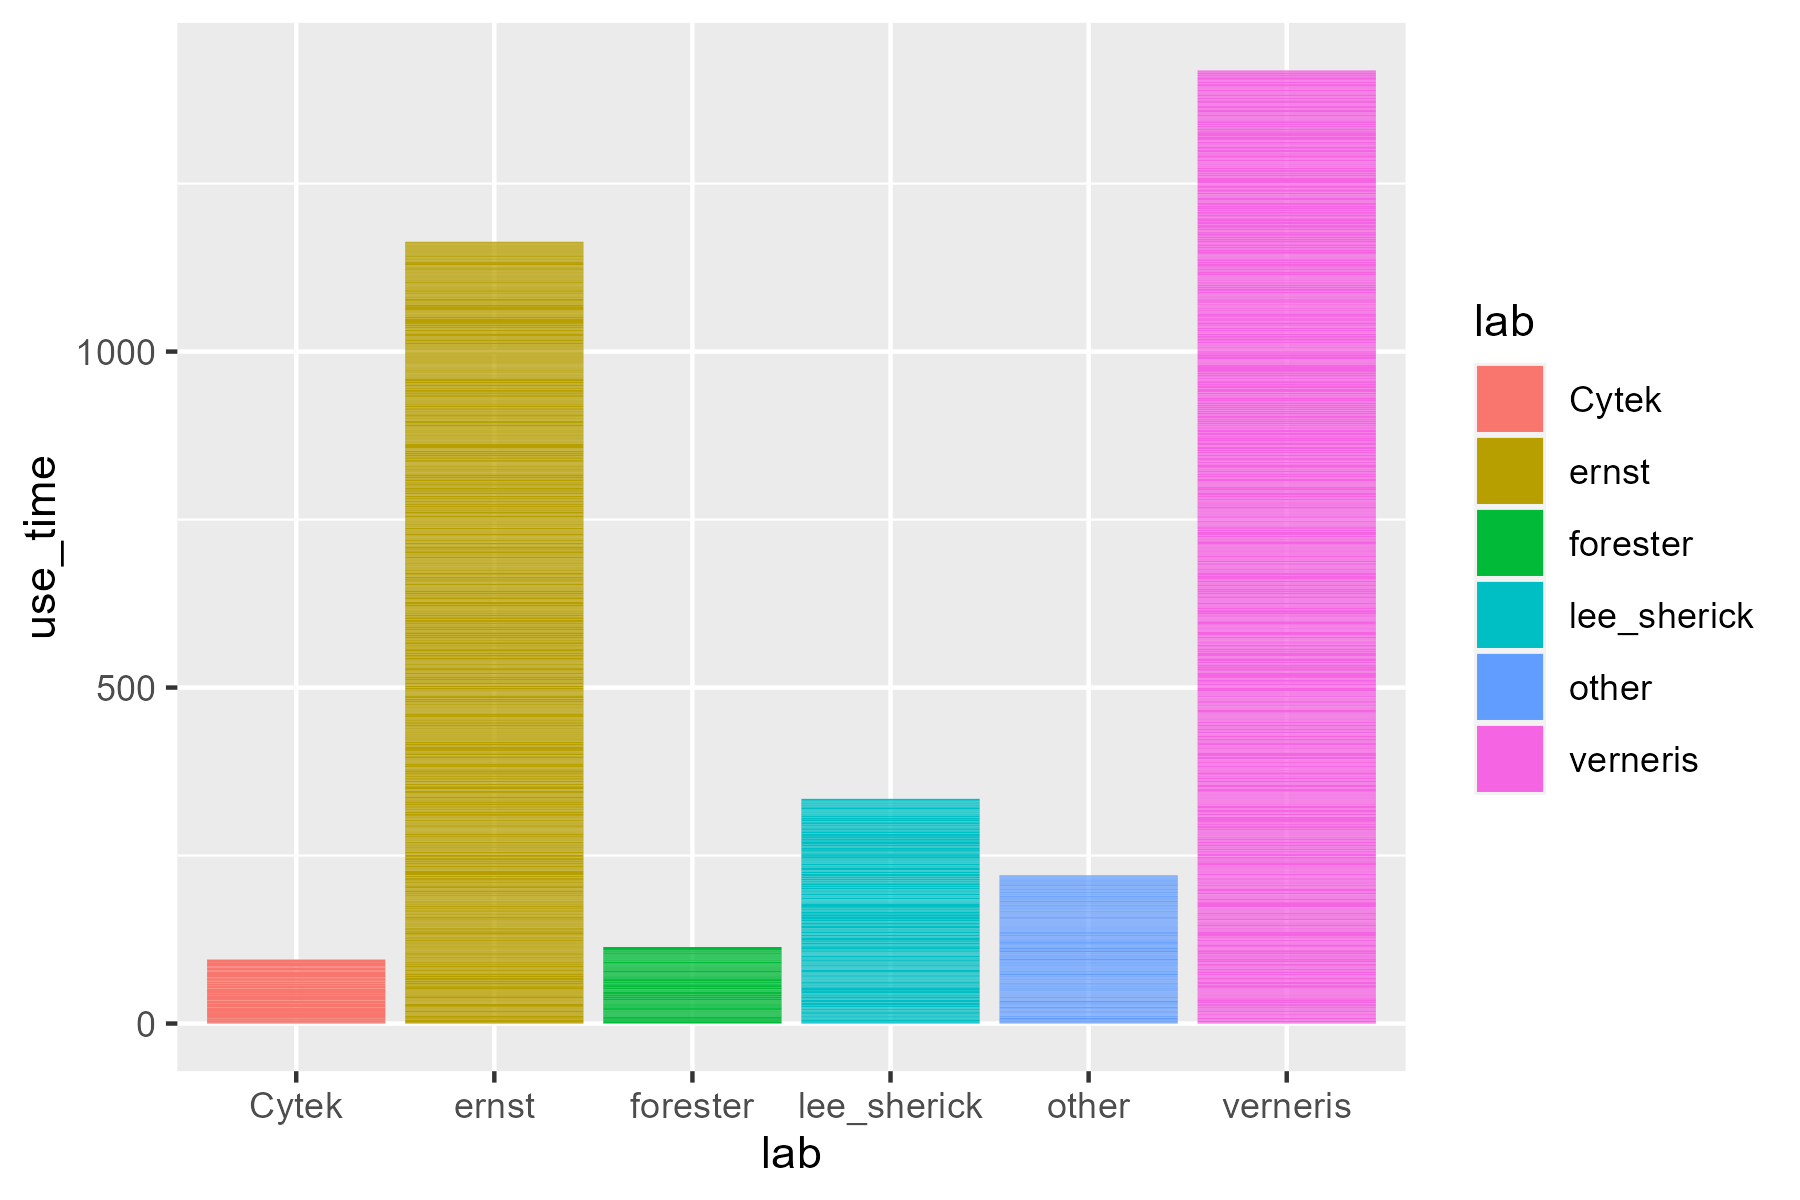 1000
500
0
use_time
Cytek
ernst
forester
lee_sherick
other
verneris
lab
lab
Cytek
ernst
forester
lee_sherick
other
verneris